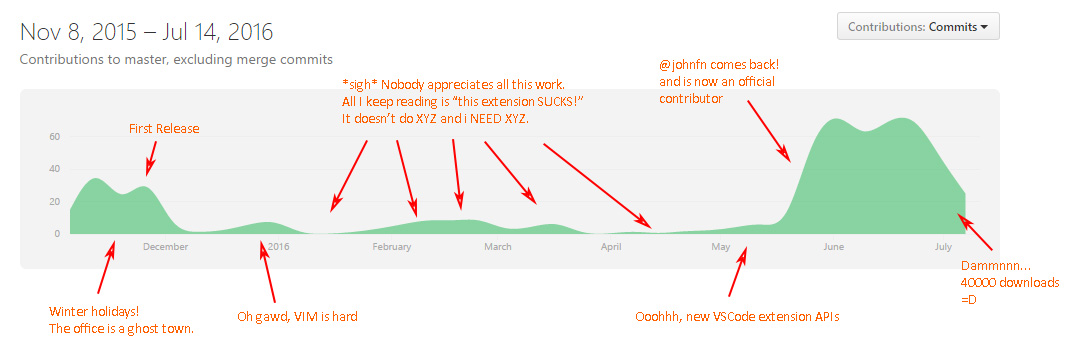 Nov 8, 2015 – Jul 14, 2016
Contributions: Commits
Contributions to master, excluding merge commits
@johnfn comes back!
and is now an official
contributor
*sigh* Nobody appreciates all this work.
All I keep reading is “this extension SUCKS!”
It doesn’t do XYZ and i NEED XYZ.
First Release
60
40
20
0
December
2016
February
March
April
May
June
July
Dammnnn...
40000 downloads
=D
Winter holidays!
The office is a ghost town.
Oh gawd, VIM is hard
Ooohhh, new VSCode extension APIs